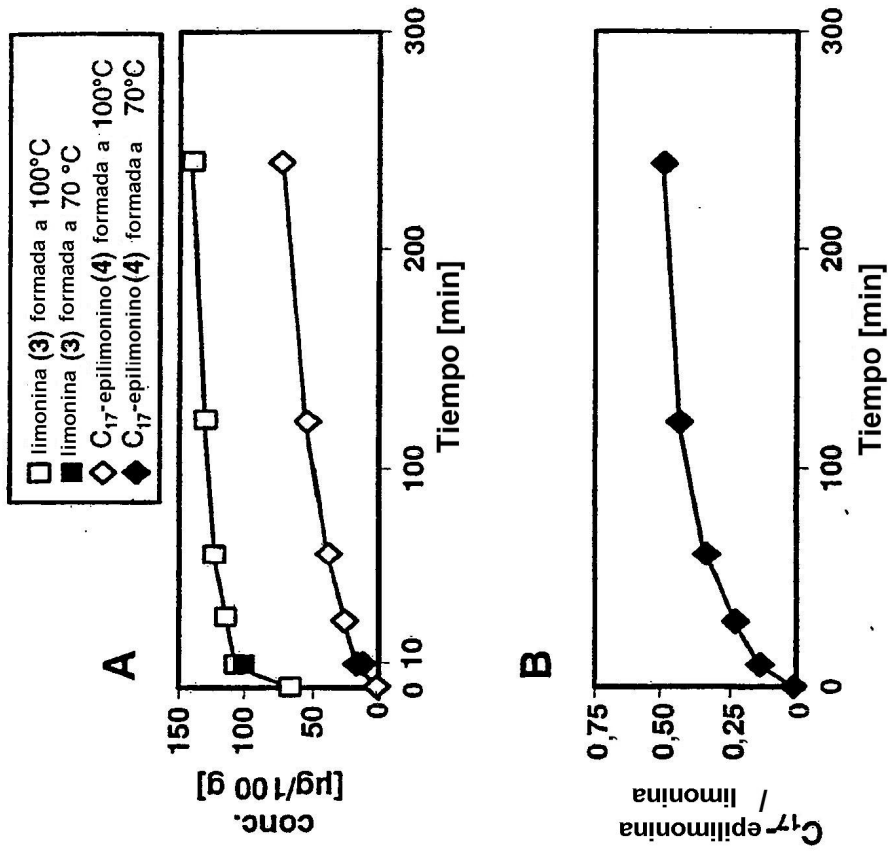 limonina (3) formada a 100°C
limonina (3) formada a 70 °C
C17-epilimonino(4) formada a 100°C
C17-epilimonino(4) formada a 70°C
A
conc.
[µg/100 g]
150
100
50
0
0 10 100 200 300
Tiempo [min]
B
C17-epilimonina
/ limonina
0,75
0,50
0,25
0
0 100 200 300
Tiempo [min]